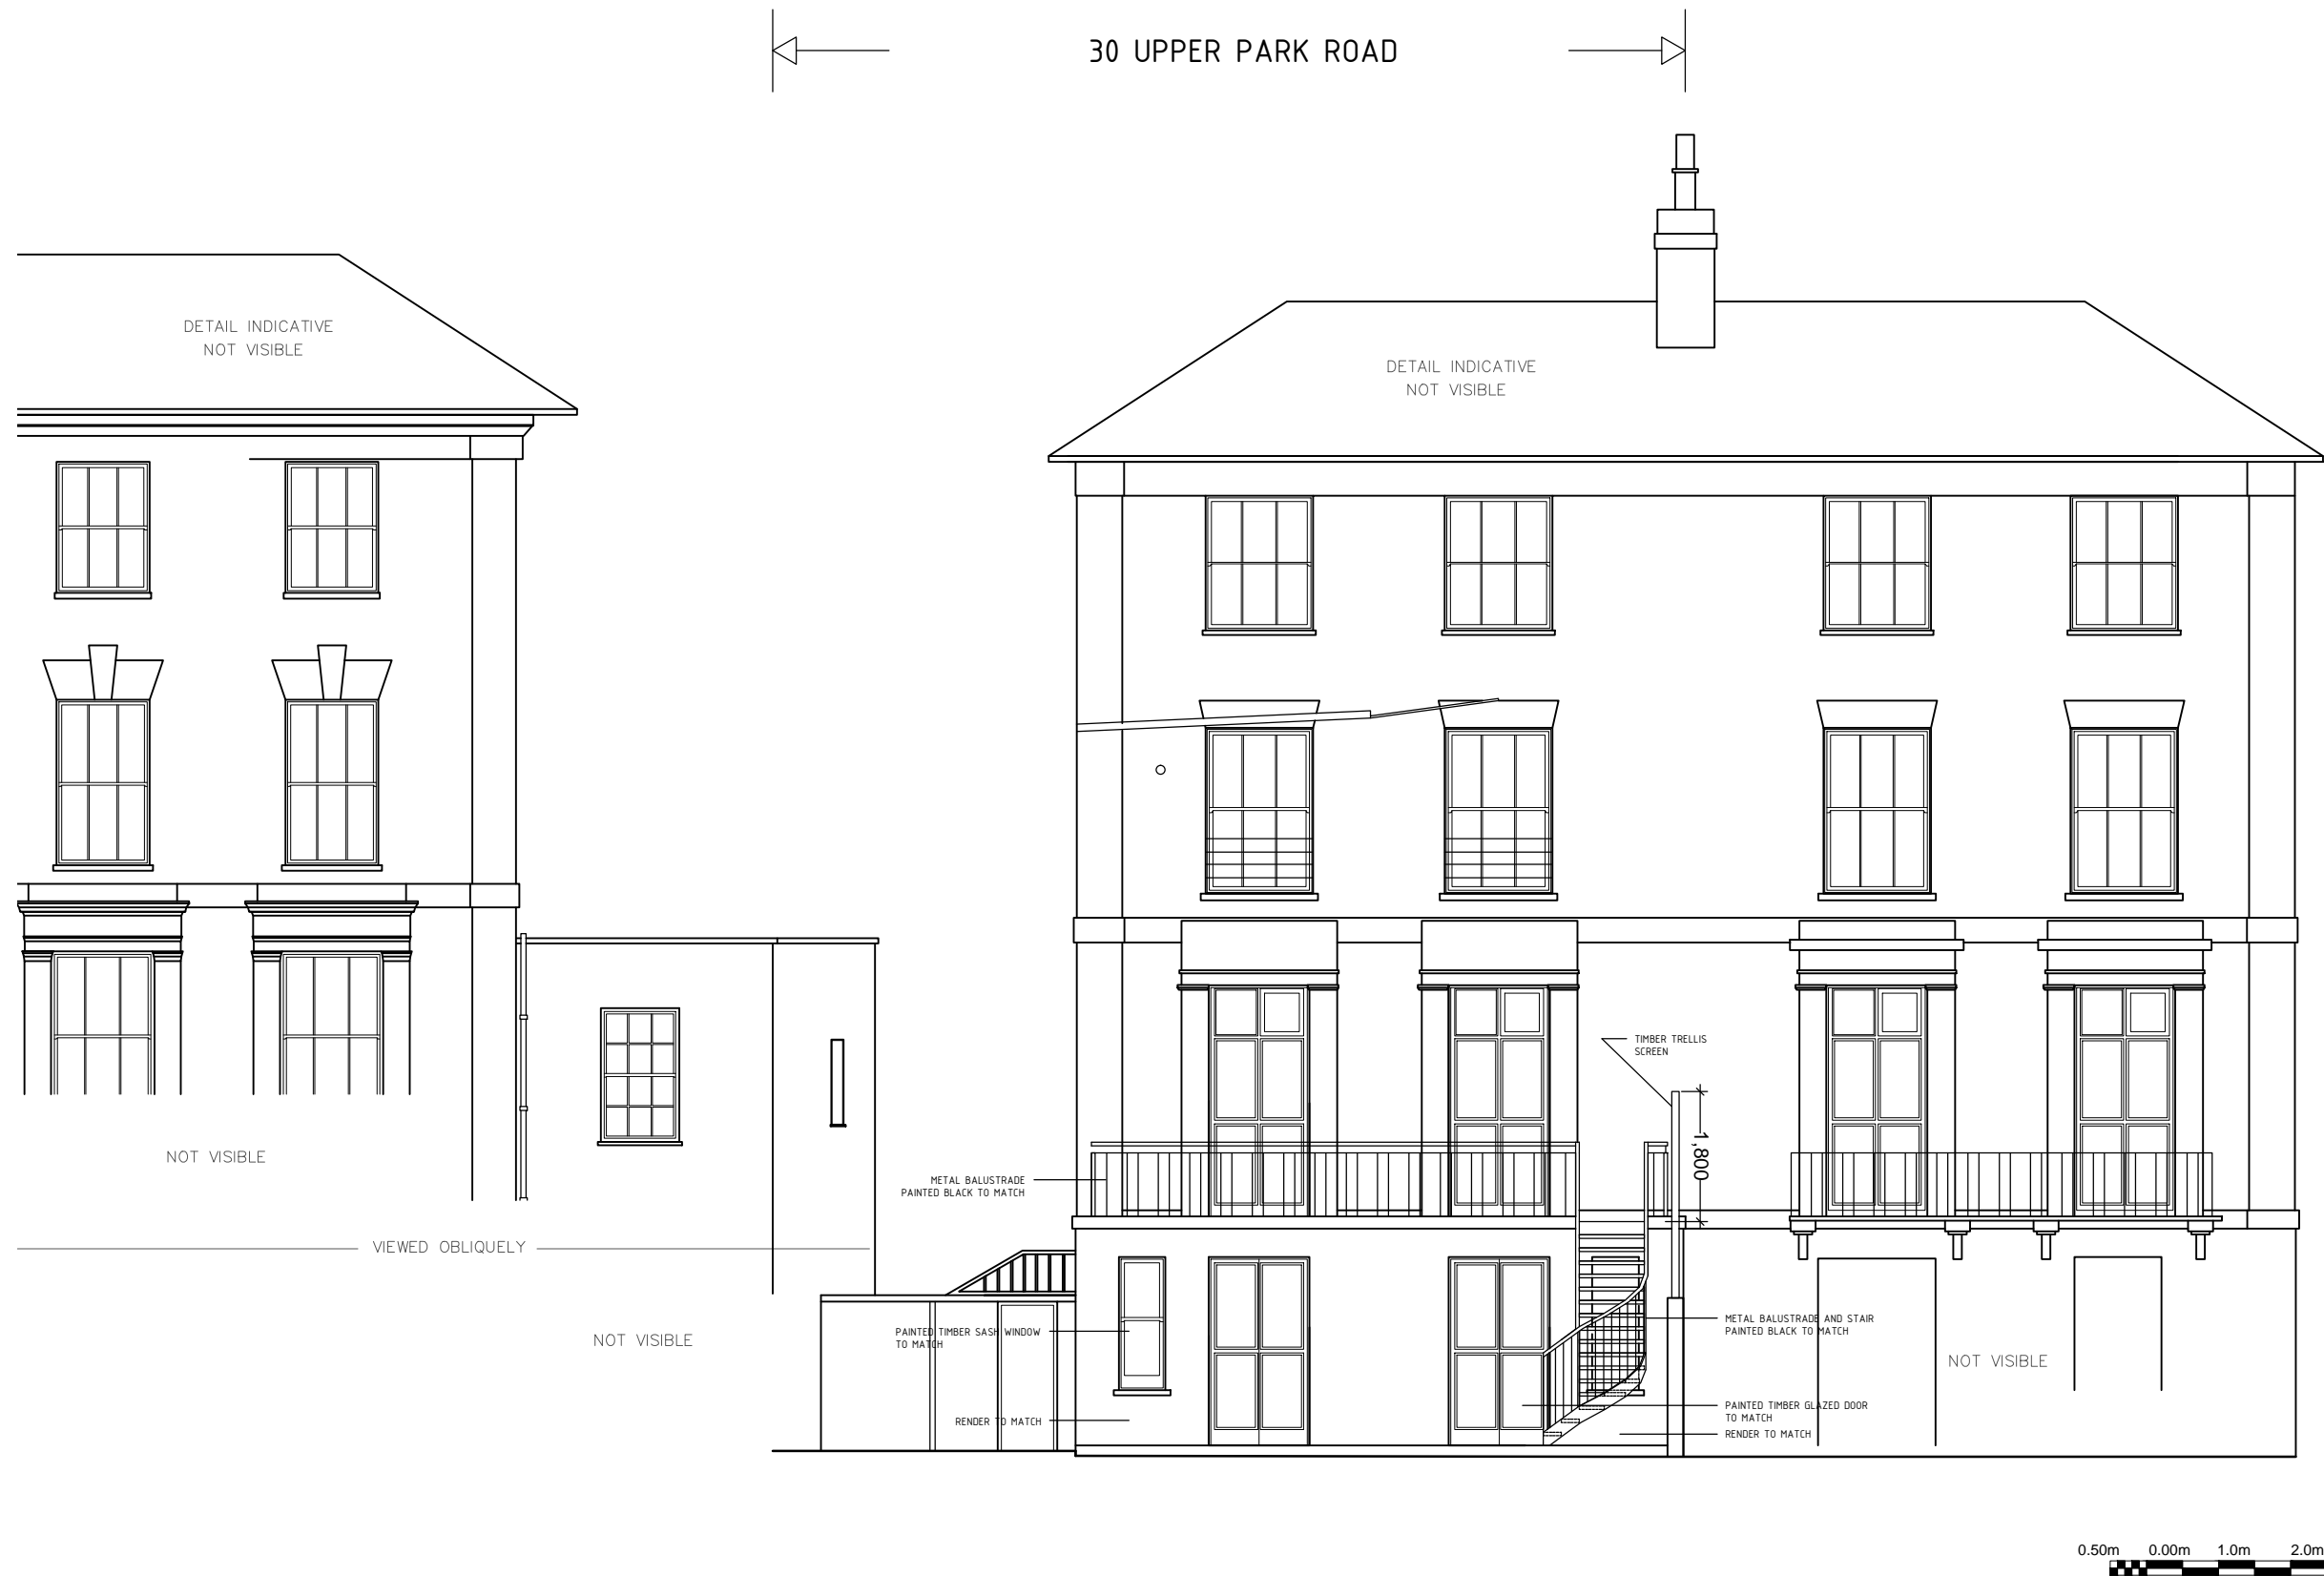 30 UPPER PARK ROAD
DETAIL INDICATIVE
NOT VISIBLE
DETAIL INDICATIVE
NOT VISIBLE
TIMBER TRELLIS
SCREEN
1,800
NOT VISIBLE
METAL BALUSTRADE
PAINTED BLACK TO MATCH
VIEWED OBLIQUELY
NOT VISIBLE
PAINTED TIMBER SASH WINDOW
TO MATCH
METAL BALUSTRADE AND STAIR
PAINTED BLACK TO MATCH
NOT VISIBLE
RENDER TO MATCH
PAINTED TIMBER GLAZED DOOR
TO MATCH
RENDER TO MATCH
0.50m 0.00m 1.0m 2.0m